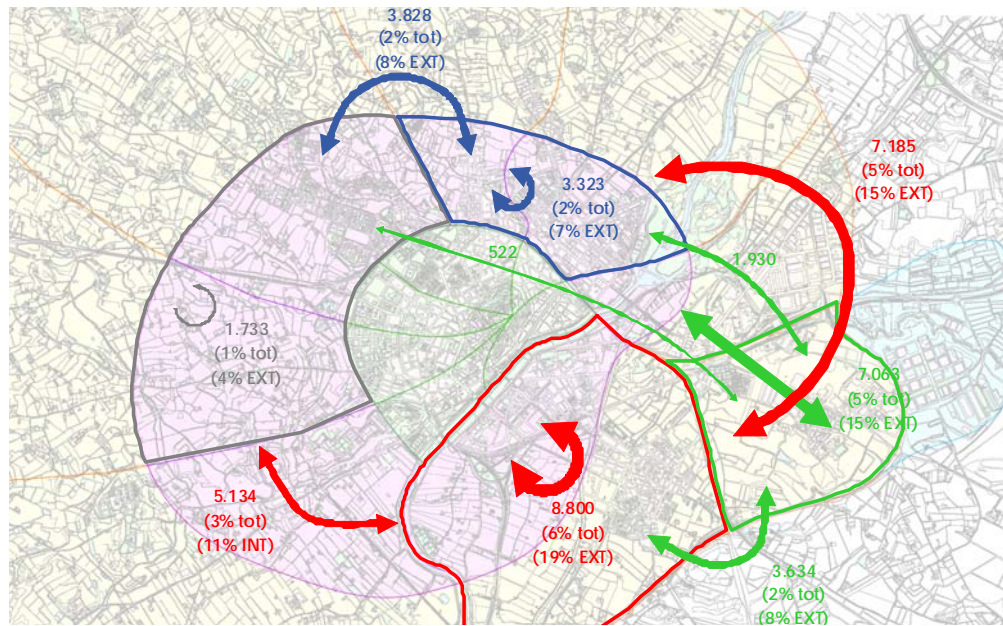 3.828
(2% tot)
(8% EXT)
7.185
(5% tot)
(15% EXT)
3.323
(2% tot)
(7% EXT)
522
1.930
1.733
(1% tot)
(4% EXT)
7.063
(5% tot)
(15% EXT)
5.134
(3% tot)
(11% INT)
8.800
(6% tot)
(19% EXT)
3.634
(2% tot)
(8% EXT)